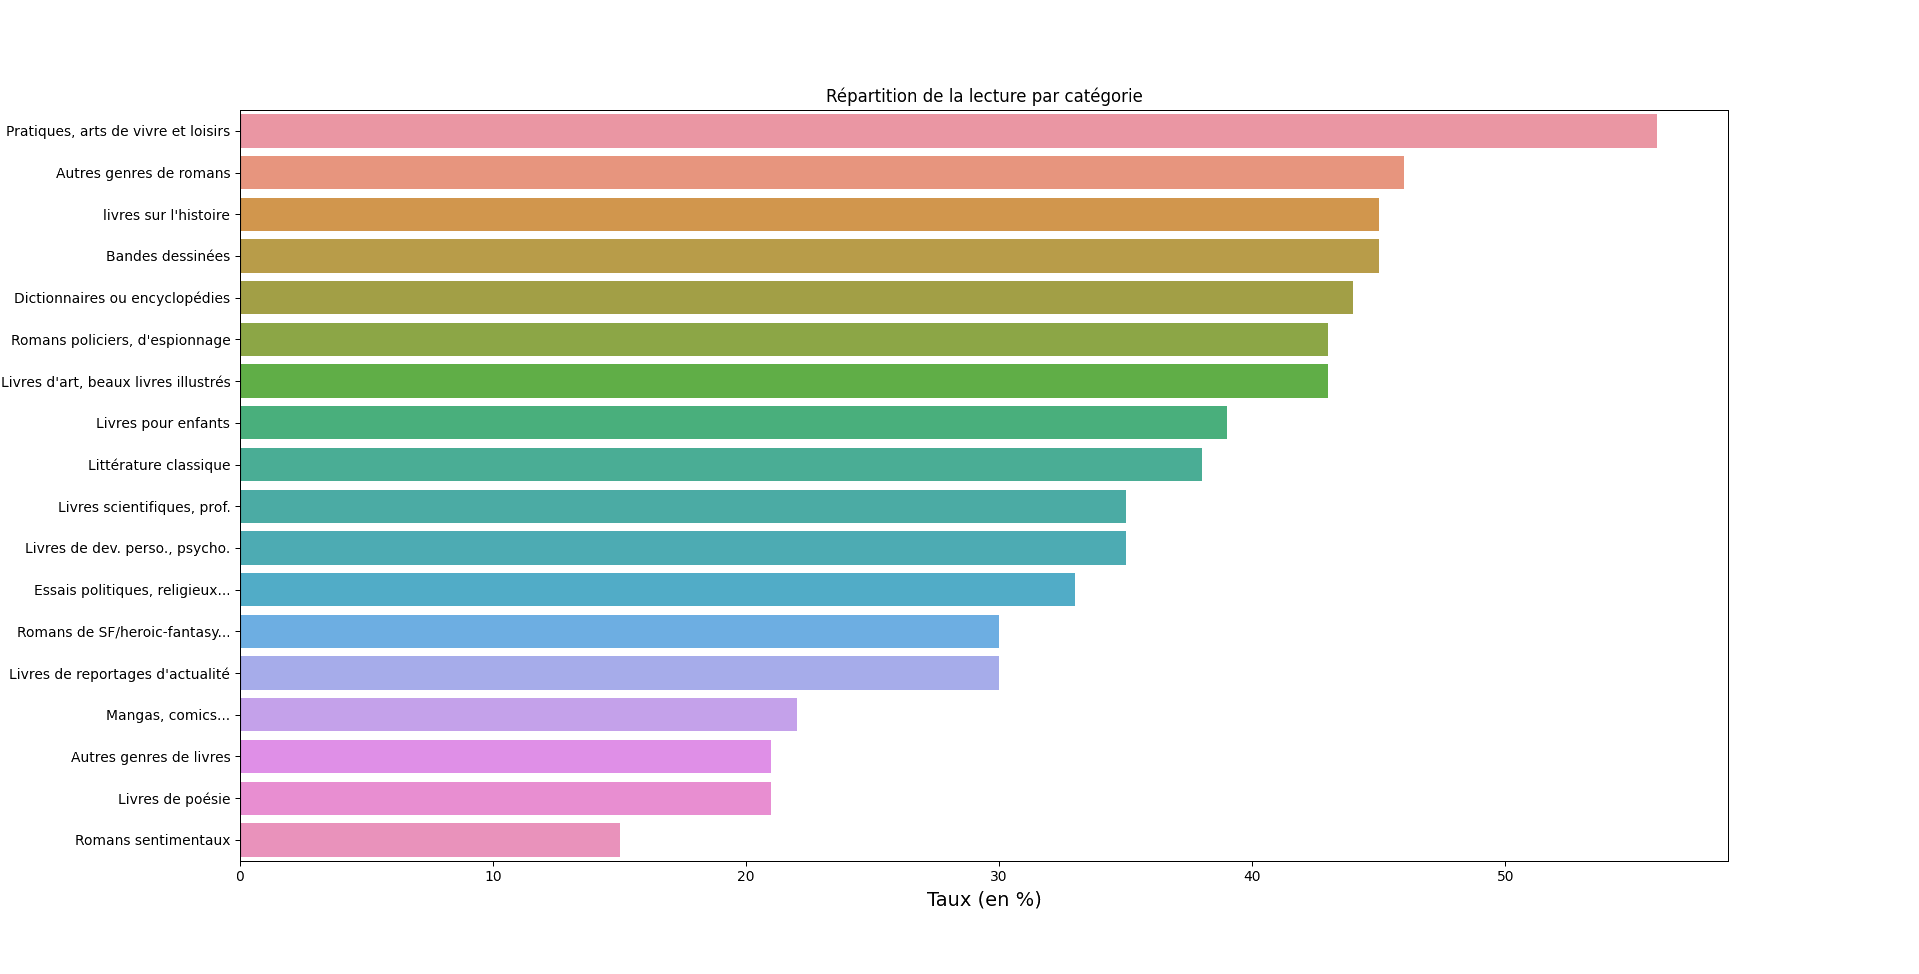 Répartition de la lecture par catégorie
Pratiques, arts de vivre et loisirs
Autres genres de romans
livres sur l'histoire
Bandes dessinées
Dictionnaires ou encyclopédies
Romans policiers, d'espionnage
Livres d'art, beaux livres illustrés
Livres pour enfants
Littérature classique
Livres scientifiques, prof.
Livres de dev. perso., psycho.
Essais politiques, religieux...
Romans de SF/heroic-fantasy...
Livres de reportages d'actualité
Mangas, comics...
Autres genres de livres
Livres de poésie
Romans sentimentaux
0 10 20 30 40 50
Taux (en %)